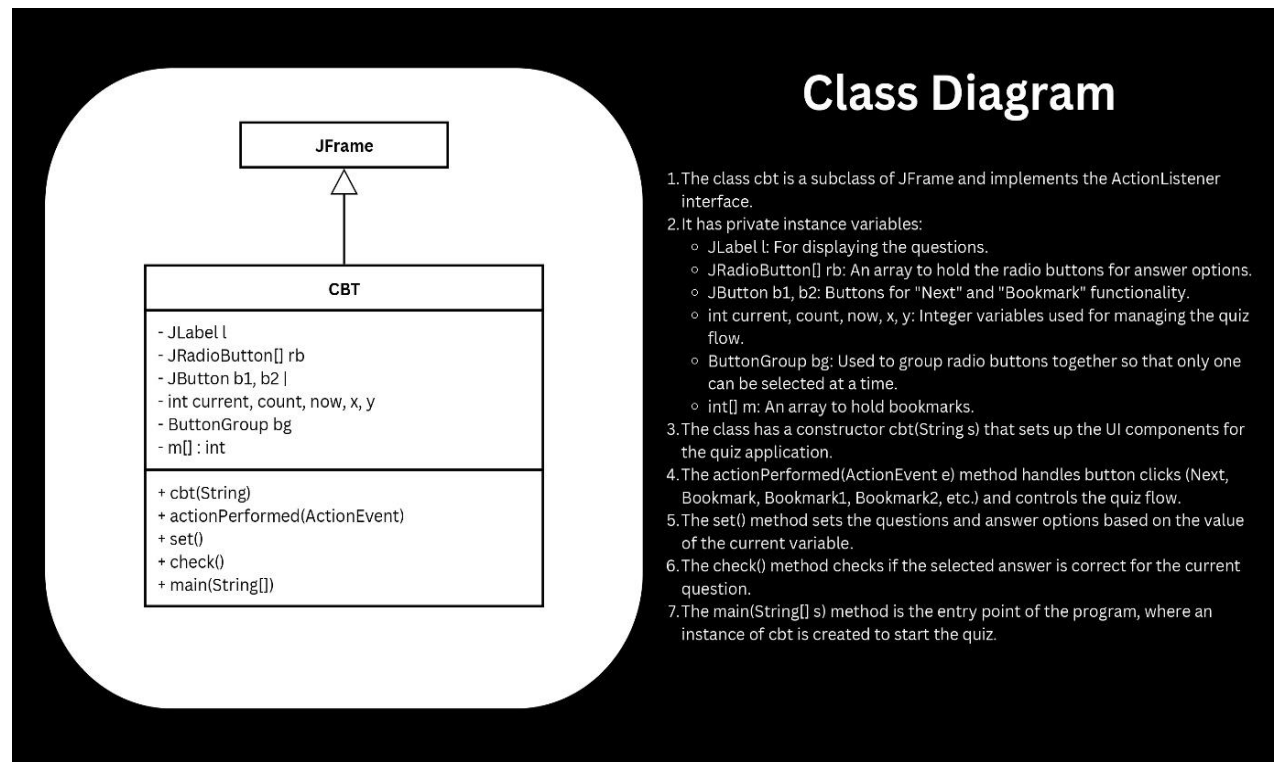 JFrame
CBT
- JLabel l
- JRadioButton[] rb
- JButton b1, b2 |
- int current, count, now, x, y
- ButtonGroup bg
- m[] : int
+ cbt(String)
+ actionPerformed(ActionEvent)
+ set()
+ check()
+ main(String[])
Class Diagram
1. The class cbt is a subclass of JFrame and implements the ActionListener
interface.
2. It has private instance variables:
◦ JLabel l: For displaying the questions.
◦ JRadioButton[] rb: An array to hold the radio buttons for answer options.
◦ JButton b1, b2: Buttons for "Next" and "Bookmark" functionality.
◦ int current, count, now, x, y: Integer variables used for managing the quiz
flow.
◦ ButtonGroup bg: Used to group radio buttons together so that only one
can be selected at a time.
◦ int[] m: An array to hold bookmarks.
3. The class has a constructor cbt(String s) that sets up the UI components for
the quiz application.
4. The actionPerformed(ActionEvent e) method handles button clicks (Next,
Bookmark, Bookmark1, Bookmark2, etc.) and controls the quiz flow.
5. The set() method sets the questions and answer options based on the value
of the current variable.
6. The check() method checks if the selected answer is correct for the current
question.
7. The main(String[] s) method is the entry point of the program, where an
instance of cbt is created to start the quiz.